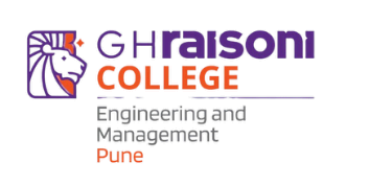 GHRAISONI
COLLEGE
Engineering and
Management
Pune